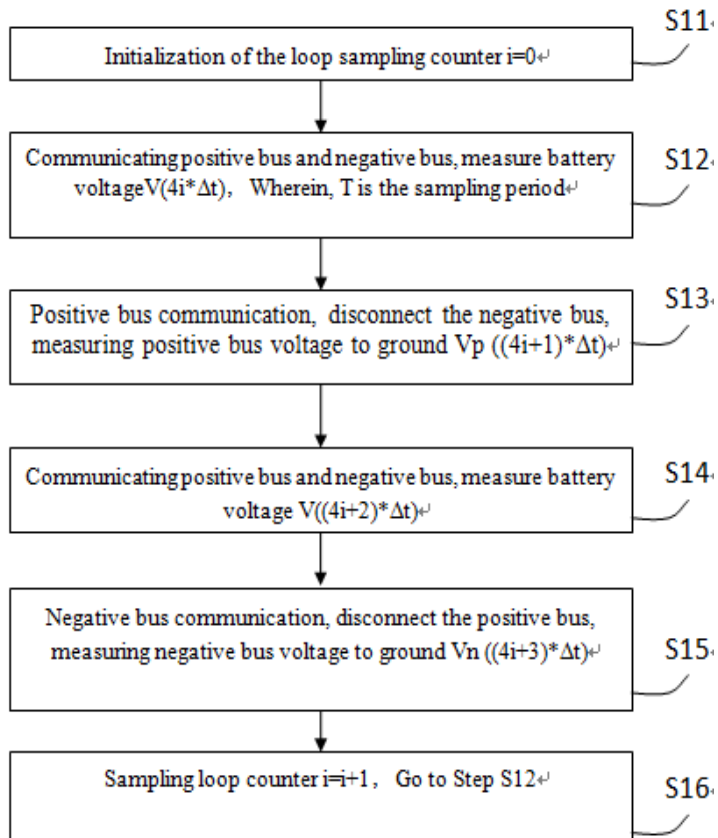 S11
Initialization of the loop sampling counter i=0
Communicating positive bus and negative bus, measure battery
voltageV(4i*Δt), Wherein, T is the sampling period
S12
S13
Positive bus communication, disconnect the negative bus,
measuring positive bus voltage to ground Vp ((4i+1)*Δt)
Communicating positive bus and negative bus, measure battery
voltage V((4i+2)*Δt)
S14
Negative bus communication, disconnect the positive bus,
measuring negative bus voltage to ground Vn ((4i+3)*Δt)
S15
Sampling loop counter i=i+1, Go to Step S12
S16